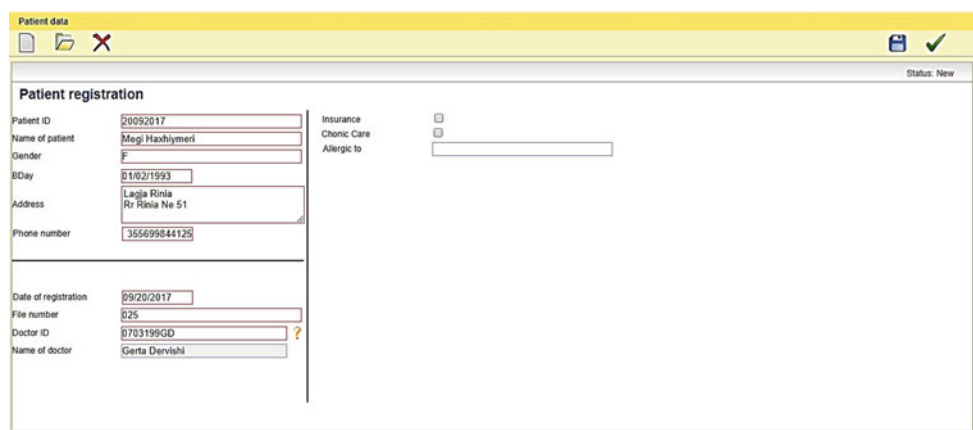 Patient data
Status: New
Patient registration
Patient ID 20092017
Name of patient Megi Haxhiymeri
Gender F
BDay 01/02/1993
Address Lagja Rinia
Rr Rinia Ne 51
Phone number 355699844125
Insurance
Chonic Care
Allergic to
Date of registration 09/20/2017
File number 025
Doctor ID 0703199GD ?
Name of doctor Gerta Dervishi